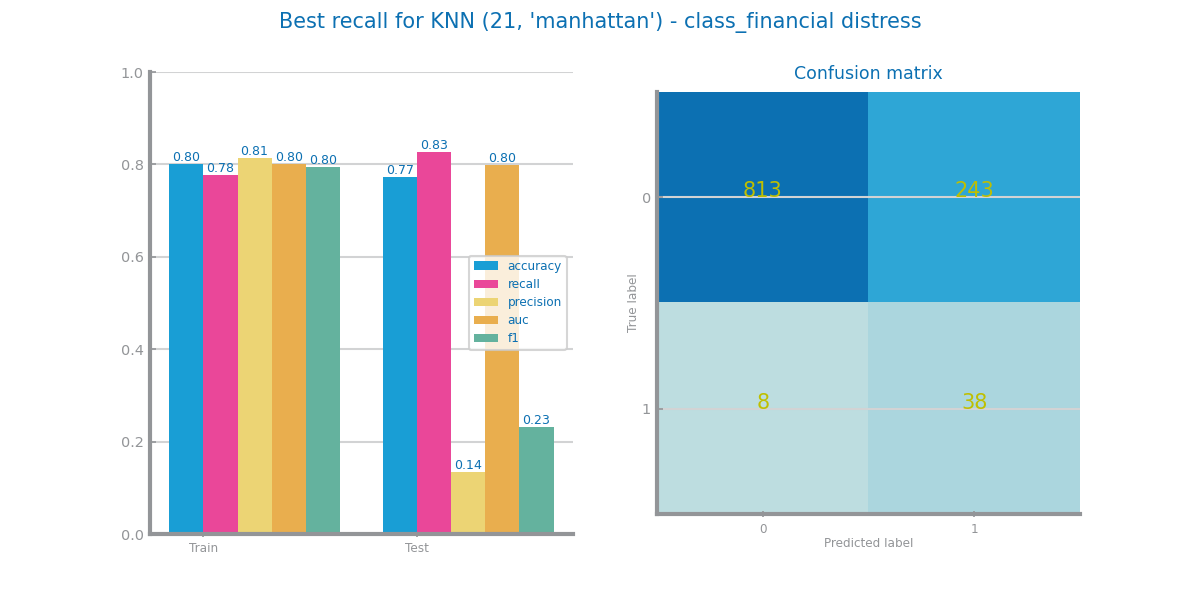 Best recall for KNN (21, 'manhattan') - class_financial distress
1.0
0.8
0.6
0.4
0.2
0.0
0.80
0.78
0.81
0.80
0.80
0.77
0.83
0.14
0.80
0.23
accuracy
recall
precision
auc
f1
Train
Test
Confusion matrix
True label
0
1
813
243
8
38
0
1
Predicted label